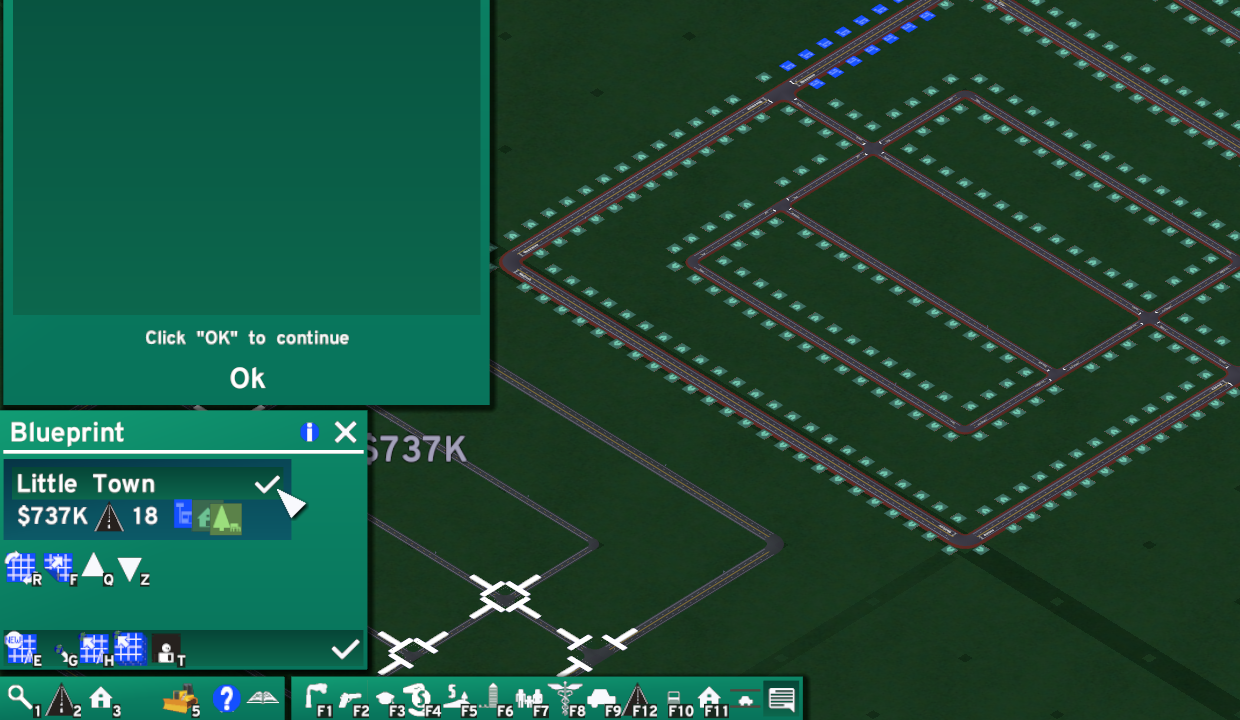 Click "OK" to continue
Ok
Blueprint
$737K
Little Town
$737K 18
R F Q Z
NEW E G H T
1 2 3 5 ? F1 F2 F3 F4 F5 F6 F7 F8 F9 F12 F10 F11